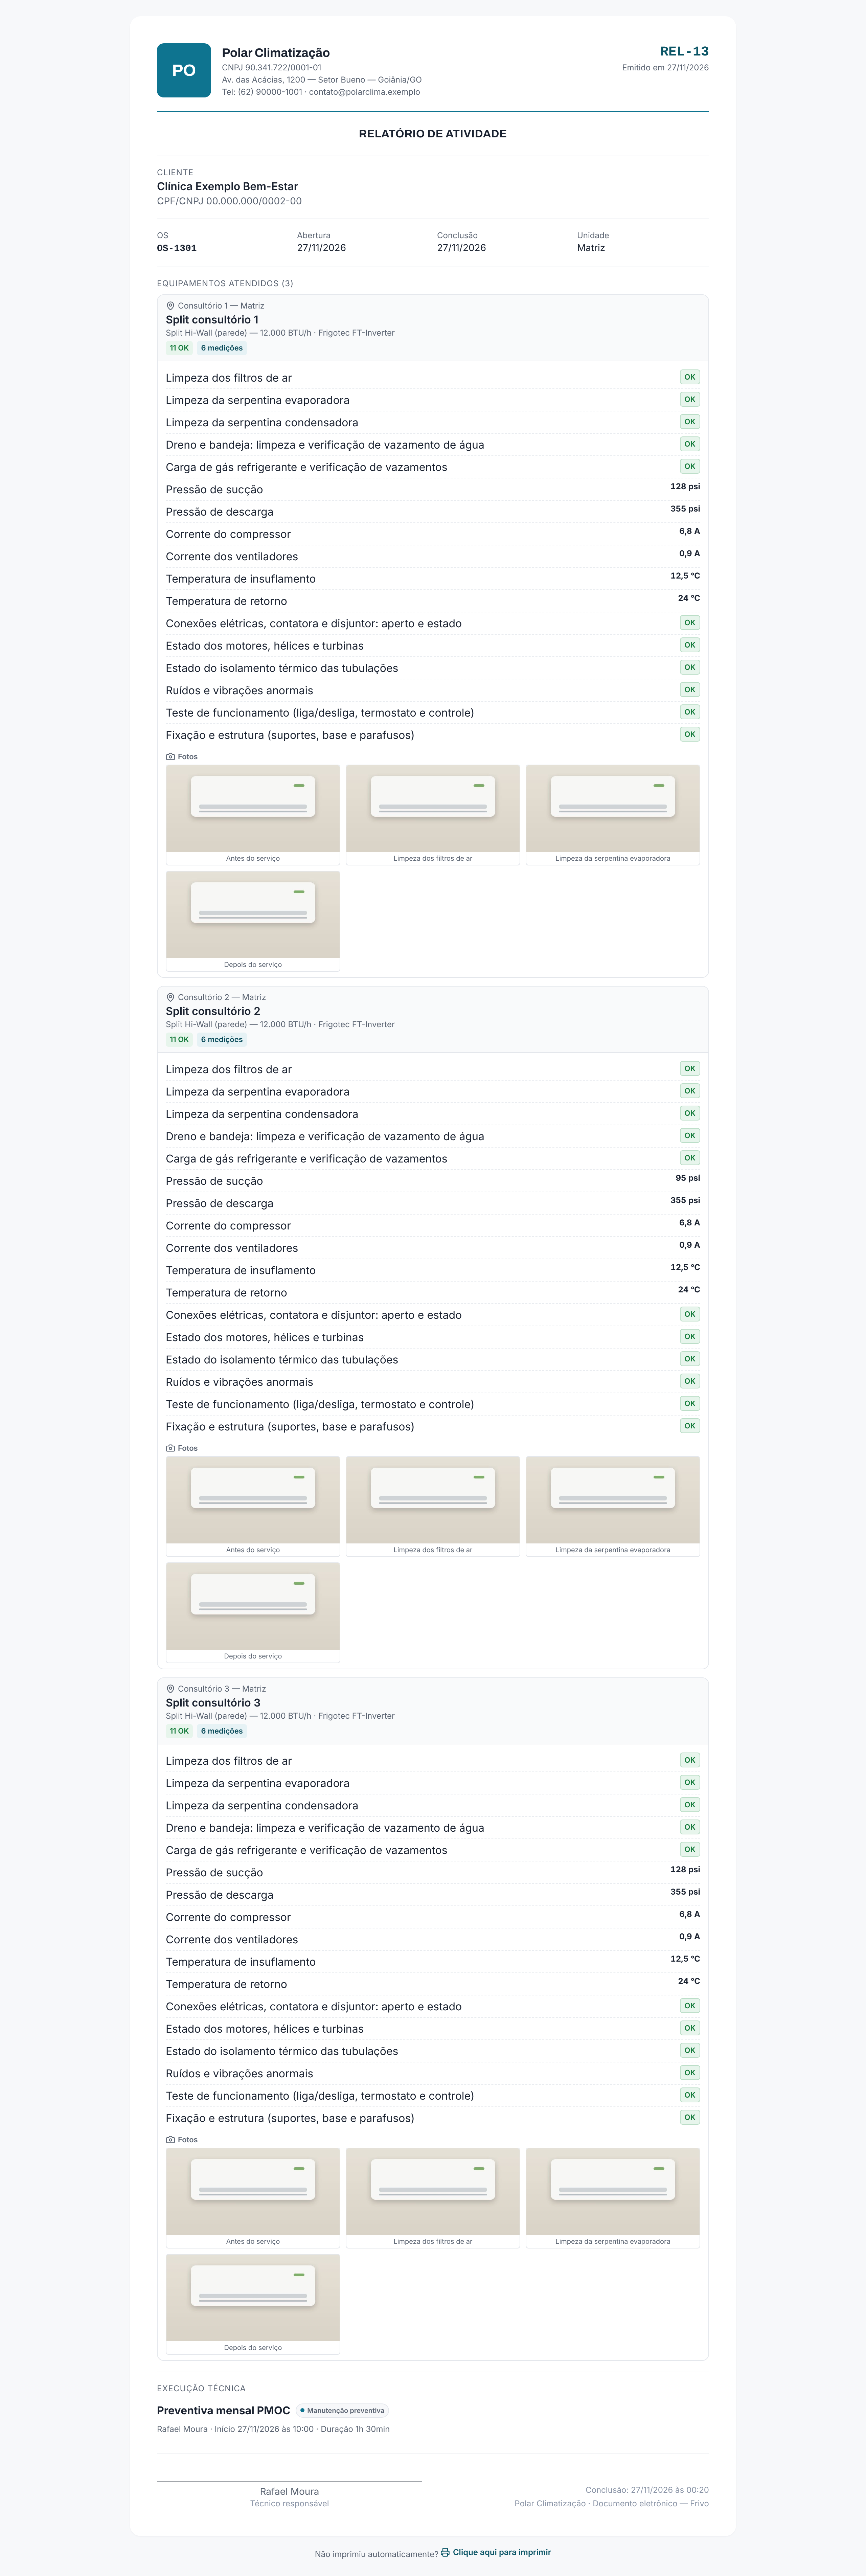 PO
Polar Climatização
CNPJ 90.341.722/0001-01
Av. das Acácias, 1200 — Setor Bueno — Goiânia/GO
Tel: (62) 90000-1001 · contato@polarclima.exemplo
REL-13
Emitido em 27/11/2026
RELATÓRIO DE ATIVIDADE
CLIENTE
Clínica Exemplo Bem-Estar
CPF/CNPJ 00.000.000/0002-00
OS Abertura Conclusão Unidade
OS-1301 27/11/2026 27/11/2026 Matriz
EQUIPAMENTOS ATENDIDOS (3)
Consultório 1 — Matriz
Split consultório 1
Split Hi-Wall (parede) — 12.000 BTU/h · Frigotec FT-Inverter
11 OK 6 medições
Limpeza dos filtros de ar OK
Limpeza da serpentina evaporadora OK
Limpeza da serpentina condensadora OK
Dreno e bandeja: limpeza e verificação de vazamento de água OK
Carga de gás refrigerante e verificação de vazamentos OK
Pressão de sucção 128 psi
Pressão de descarga 355 psi
Corrente do compressor 6,8 A
Corrente dos ventiladores 0,9 A
Temperatura de insuflamento 12,5 °C
Temperatura de retorno 24 °C
Conexões elétricas, contatora e disjuntor: aperto e estado OK
Estado dos motores, hélices e turbinas OK
Estado do isolamento térmico das tubulações OK
Ruídos e vibrações anormais OK
Teste de funcionamento (liga/desliga, termostato e controle) OK
Fixação e estrutura (suportes, base e parafusos) OK
Fotos
Antes do serviço Limpeza dos filtros de ar Limpeza da serpentina evaporadora
Depois do serviço
Consultório 2 — Matriz
Split consultório 2
Split Hi-Wall (parede) — 12.000 BTU/h · Frigotec FT-Inverter
11 OK 6 medições
Limpeza dos filtros de ar OK
Limpeza da serpentina evaporadora OK
Limpeza da serpentina condensadora OK
Dreno e bandeja: limpeza e verificação de vazamento de água OK
Carga de gás refrigerante e verificação de vazamentos OK
Pressão de sucção 95 psi
Pressão de descarga 355 psi
Corrente do compressor 6,8 A
Corrente dos ventiladores 0,9 A
Temperatura de insuflamento 12,5 °C
Temperatura de retorno 24 °C
Conexões elétricas, contatora e disjuntor: aperto e estado OK
Estado dos motores, hélices e turbinas OK
Estado do isolamento térmico das tubulações OK
Ruídos e vibrações anormais OK
Teste de funcionamento (liga/desliga, termostato e controle) OK
Fixação e estrutura (suportes, base e parafusos) OK
Fotos
Antes do serviço Limpeza dos filtros de ar Limpeza da serpentina evaporadora
Depois do serviço
Consultório 3 — Matriz
Split consultório 3
Split Hi-Wall (parede) — 12.000 BTU/h · Frigotec FT-Inverter
11 OK 6 medições
Limpeza dos filtros de ar OK
Limpeza da serpentina evaporadora OK
Limpeza da serpentina condensadora OK
Dreno e bandeja: limpeza e verificação de vazamento de água OK
Carga de gás refrigerante e verificação de vazamentos OK
Pressão de sucção 128 psi
Pressão de descarga 355 psi
Corrente do compressor 6,8 A
Corrente dos ventiladores 0,9 A
Temperatura de insuflamento 12,5 °C
Temperatura de retorno 24 °C
Conexões elétricas, contatora e disjuntor: aperto e estado OK
Estado dos motores, hélices e turbinas OK
Estado do isolamento térmico das tubulações OK
Ruídos e vibrações anormais OK
Teste de funcionamento (liga/desliga, termostato e controle) OK
Fixação e estrutura (suportes, base e parafusos) OK
Fotos
Antes do serviço Limpeza dos filtros de ar Limpeza da serpentina evaporadora
Depois do serviço
EXECUÇÃO TÉCNICA
Preventiva mensal PMOC Manutenção preventiva
Rafael Moura · Início 27/11/2026 às 10:00 · Duração 1h 30min
Rafael Moura
Técnico responsável
Conclusão: 27/11/2026 às 00:20
Polar Climatização · Documento eletrônico — Frivo
Não imprimiu automaticamente? Clique aqui para imprimir